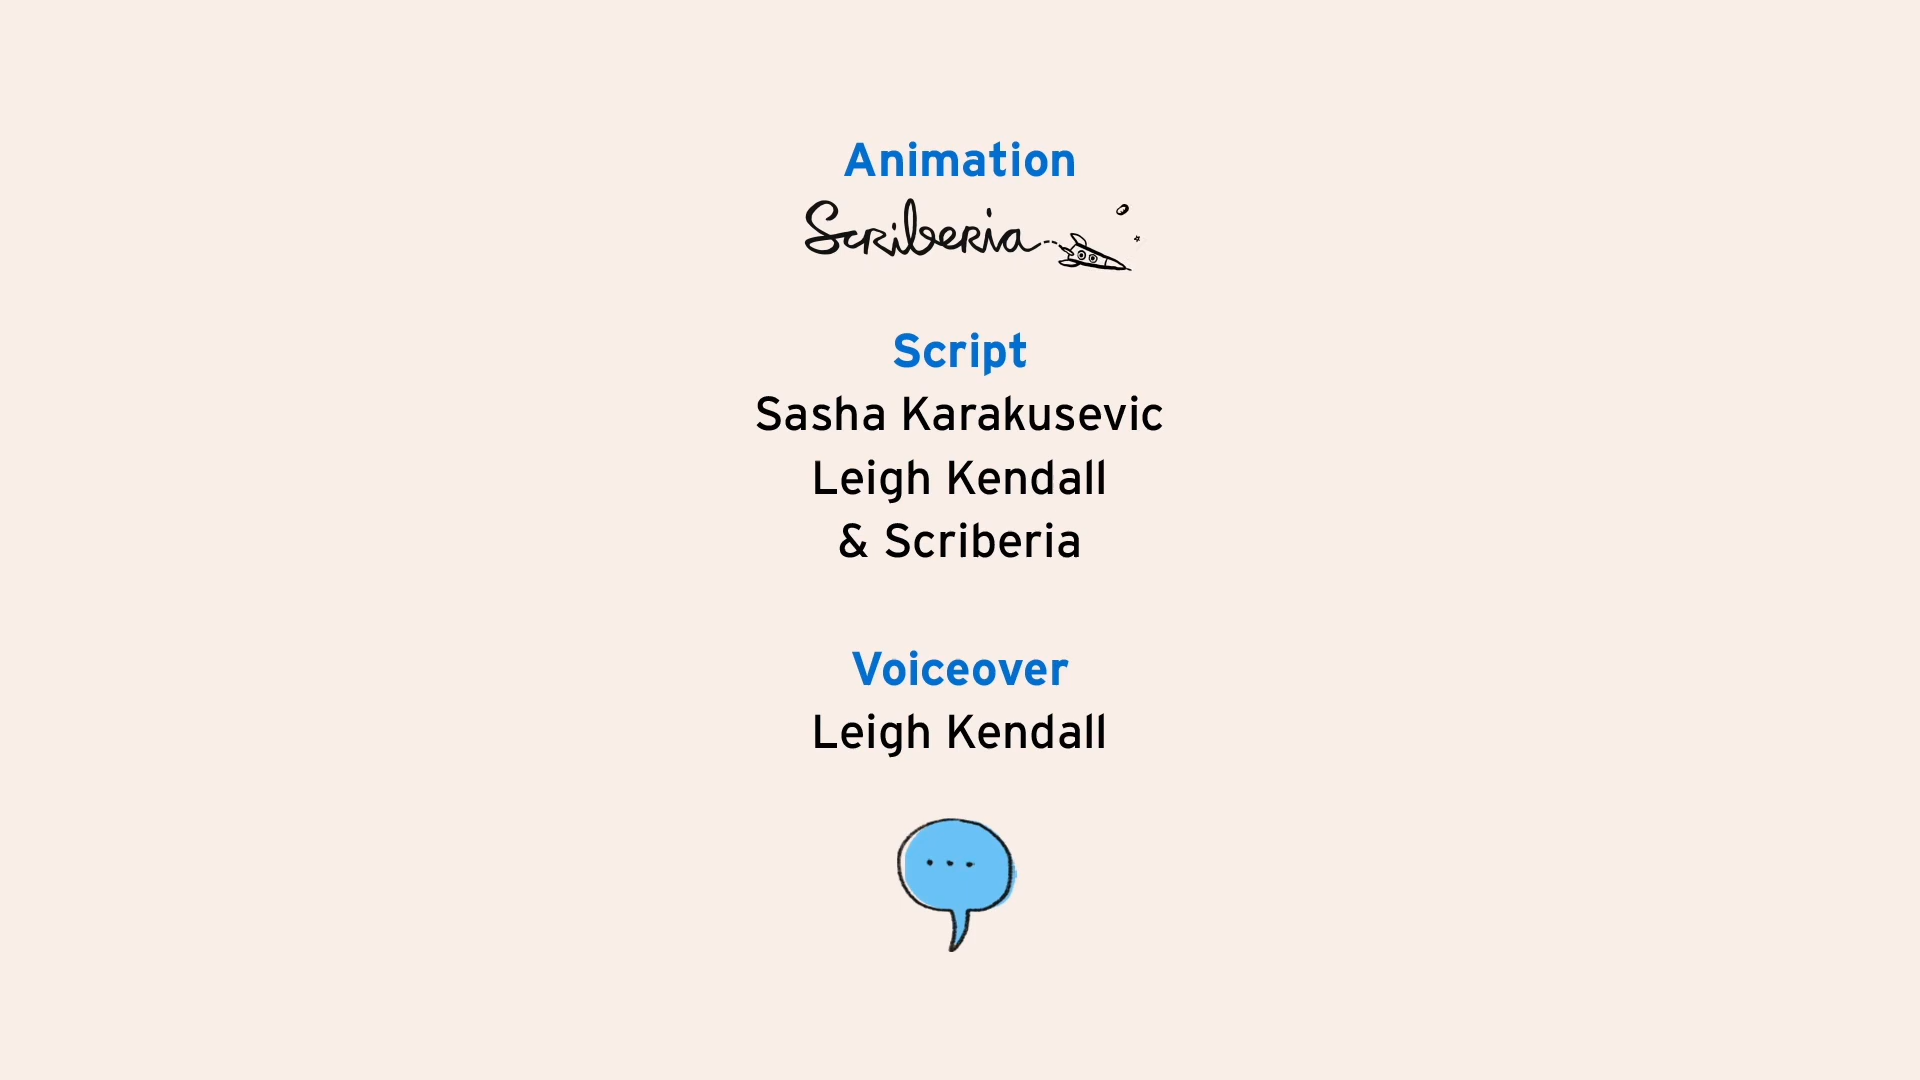 Animation
Scriberia
Script
Sasha Karakusevic
Leigh Kendall
& Scriberia
Voiceover
Leigh Kendall